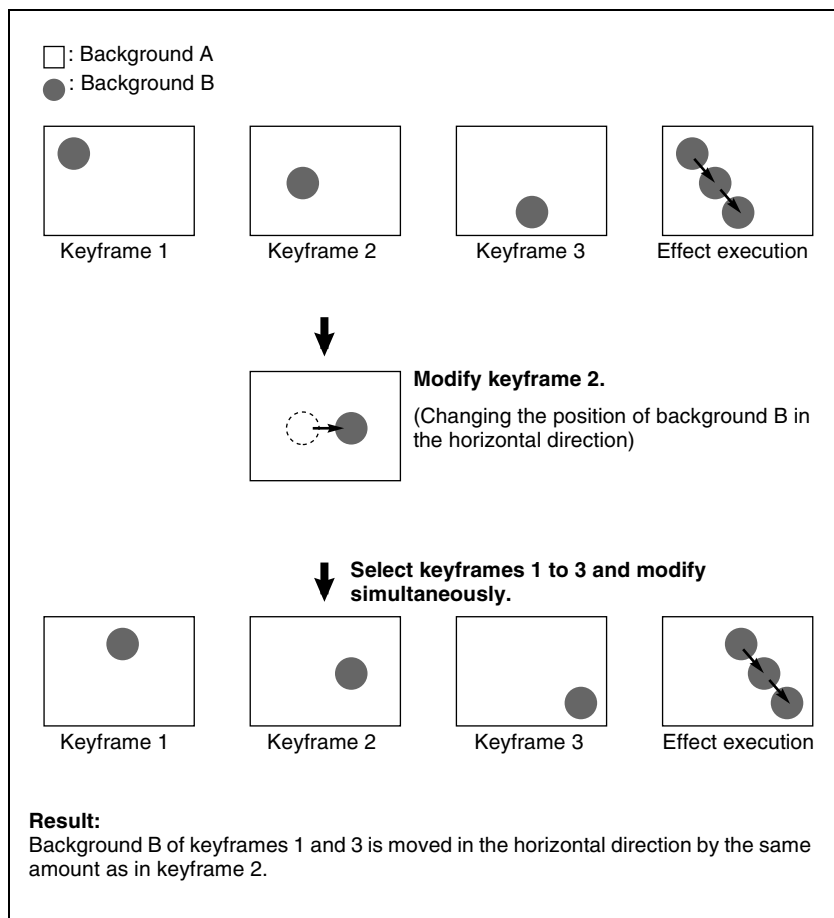 : Background A
: Background B
Keyframe 1
Keyframe 2
Keyframe 3
Effect execution
Modify keyframe 2.
(Changing the position of background B in
the horizontal direction)
Select keyframes 1 to 3 and modify
simultaneously.
Keyframe 1
Keyframe 2
Keyframe 3
Effect execution
Result:
Background B of keyframes 1 and 3 is moved in the horizontal direction by the same
amount as in keyframe 2.